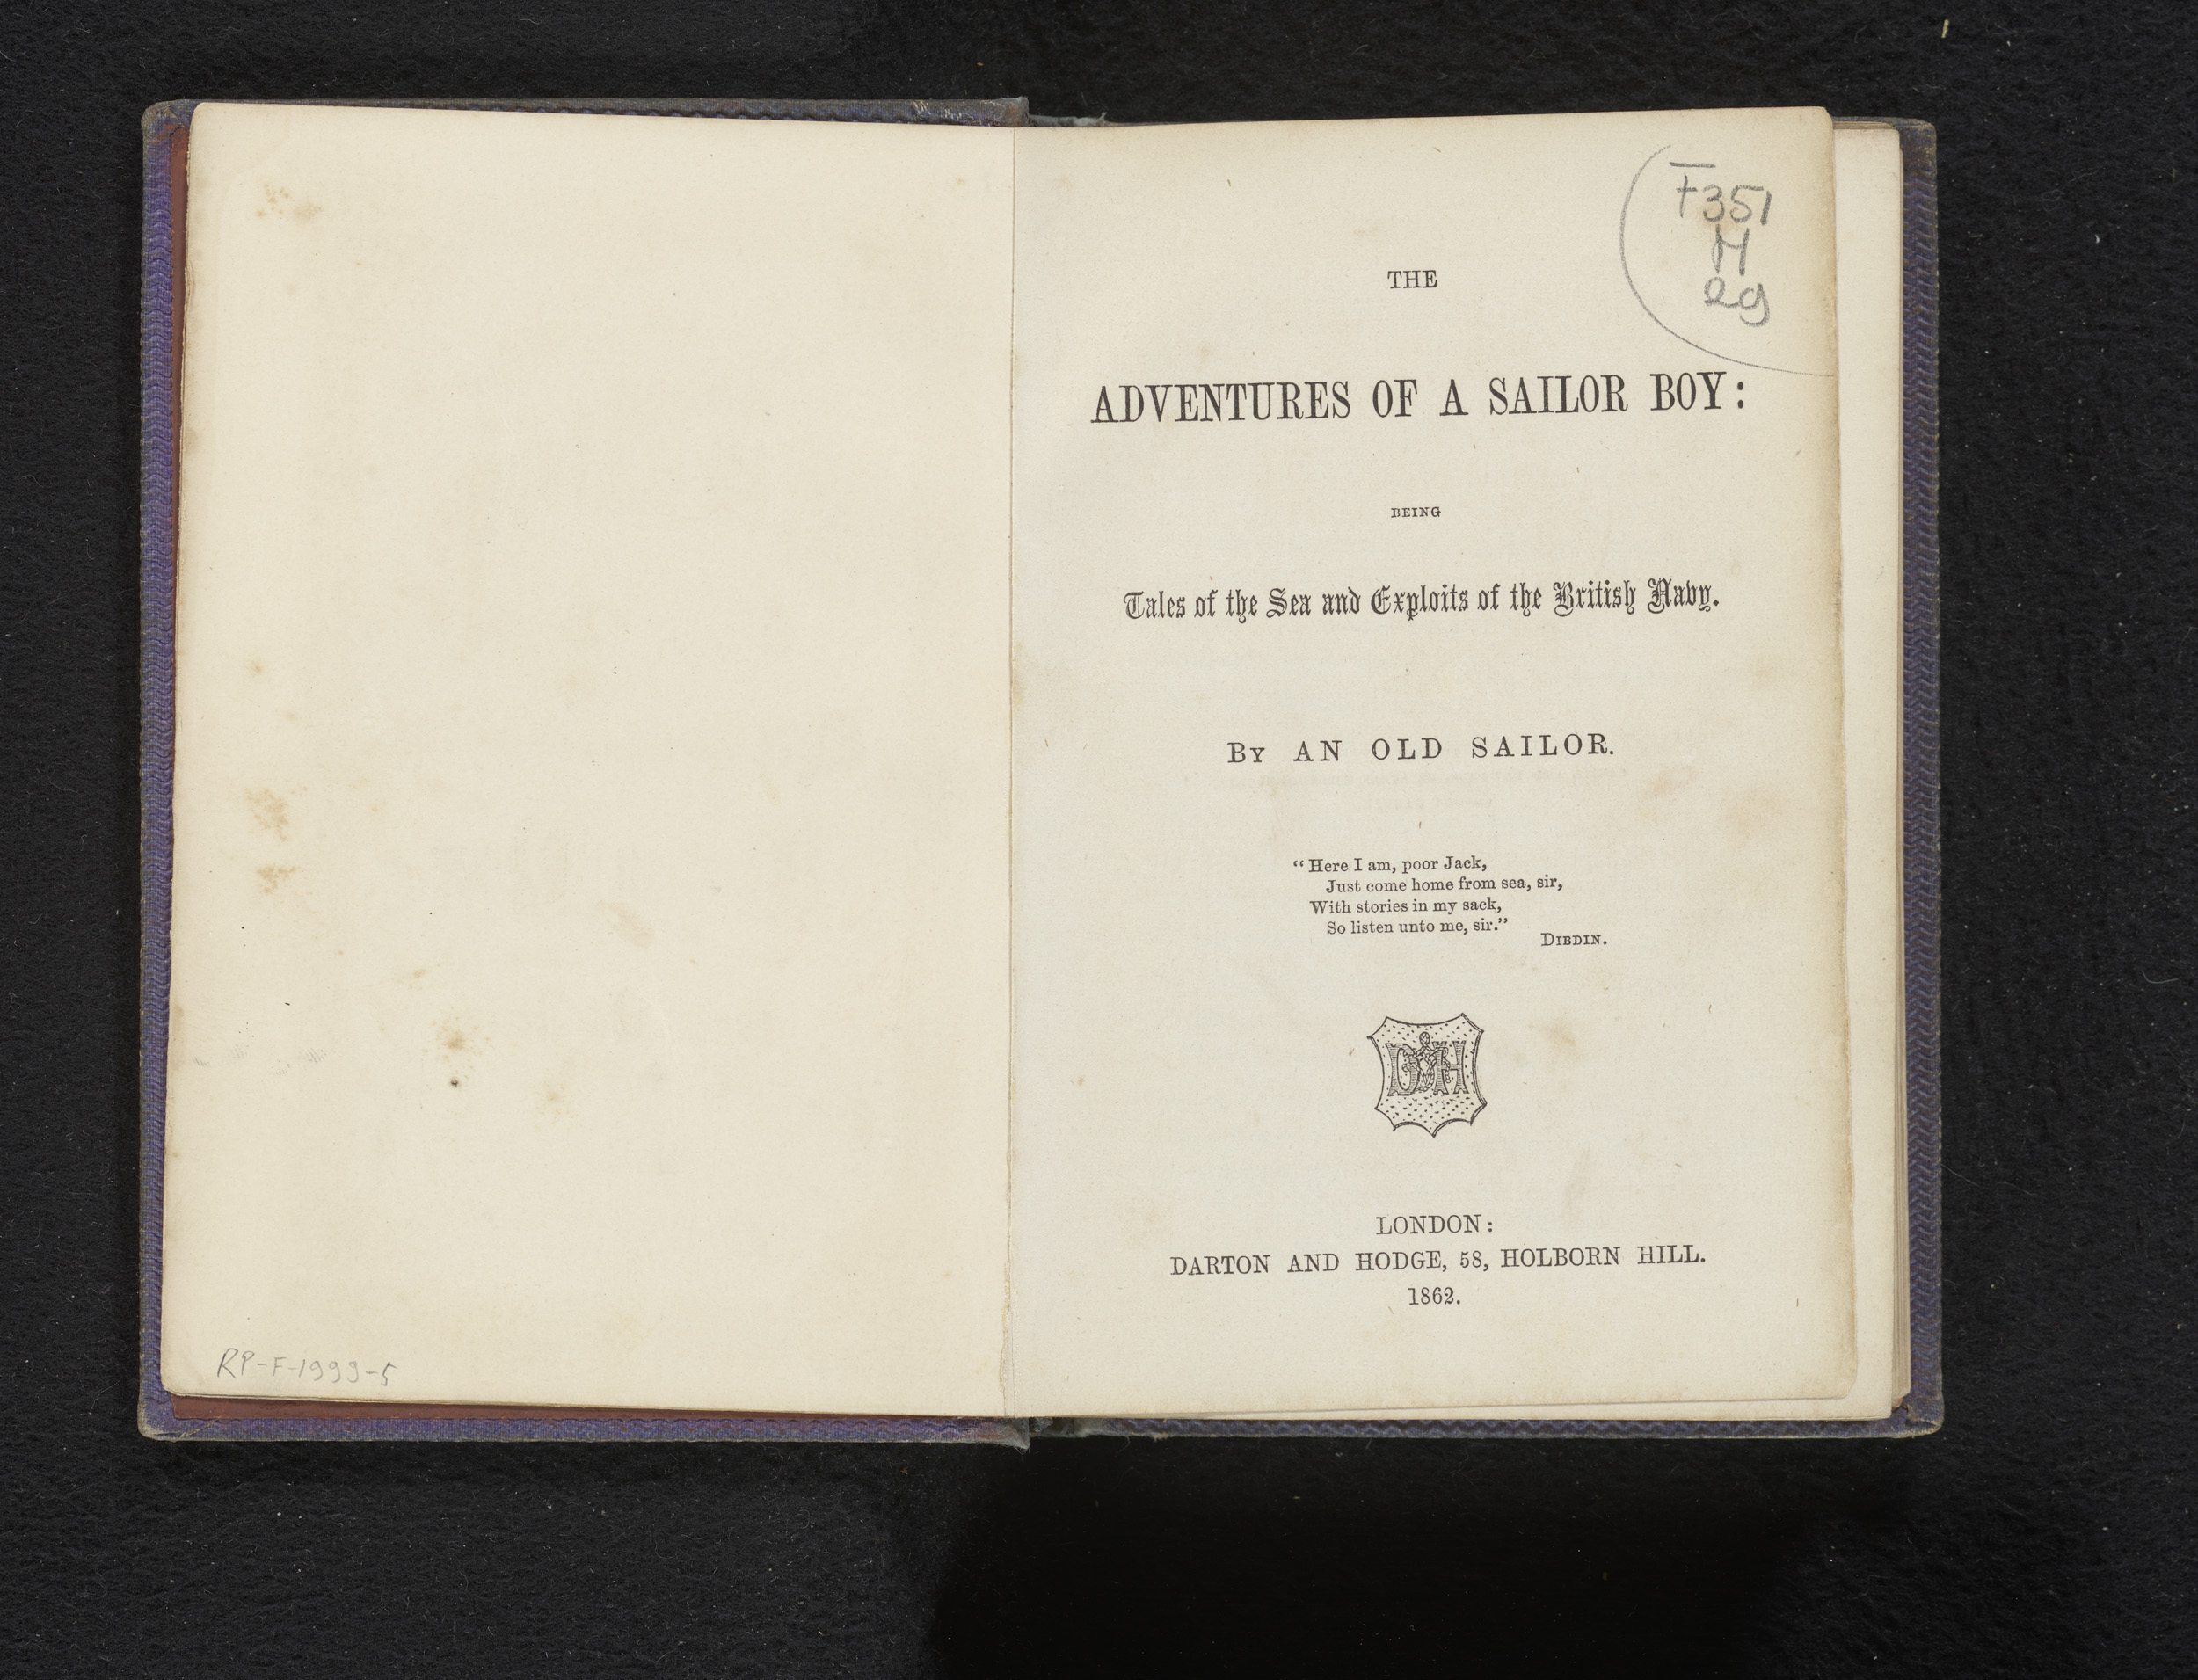 RP-F-1999-5
F351
M
29
THE
ADVENTURES OF A SAILOR BOY:
BEING
Tales of the Sea and Exploits of the British Navy.
BY AN OLD SAILOR.
“Here I am, poor Jack,
Just come home from sea, sir,
With stories in my sack,
So listen unto me, sir.”
DIBDIN.
D&H
LONDON:
DARTON AND HODGE, 58, HOLBORN HILL.
1862.